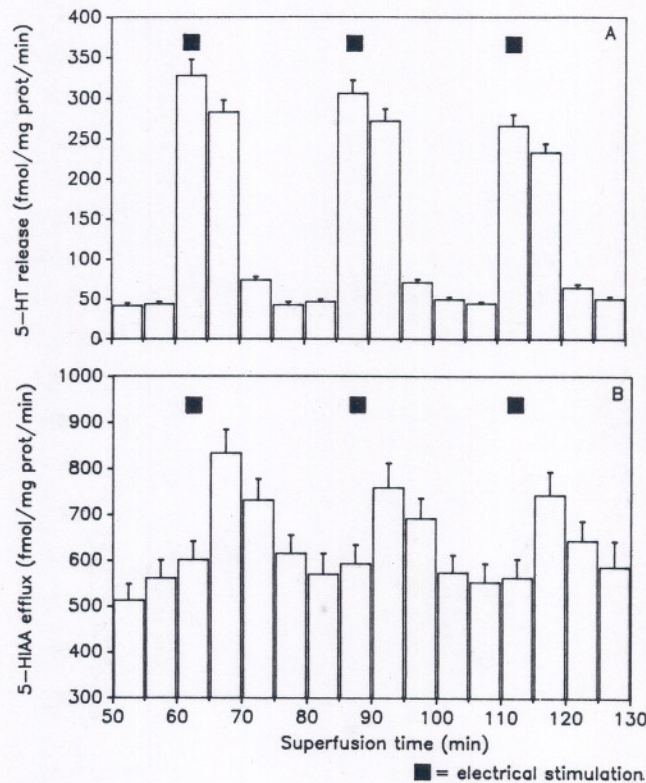 A
400
350
300
250
200
150
100
50
0
5–HT release (fmol/mg prot/min)
B
1000
900
800
700
600
500
400
300
5–HIAA efflux (fmol/mg prot/min)
50 60 70 80 90 100 110 120 130
Superfusion time (min)
= electrical stimulation